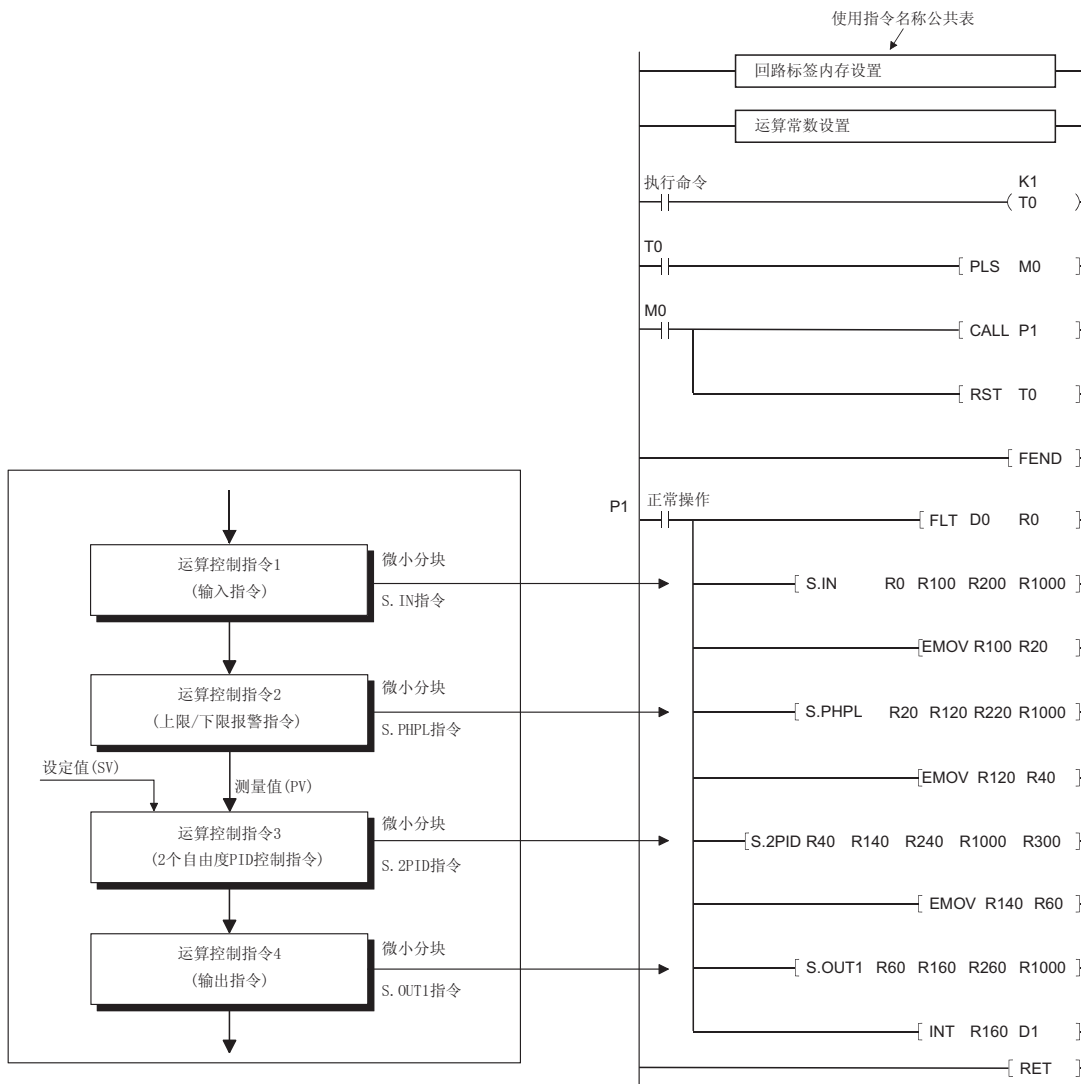 使用指令名称公共表
回路标签内存设置
运算常数设置
执行命令
K1
T0
T0
PLS M0
M0
CALL P1
RST T0
FEND
P1
正常操作
FLT D0 R0
S.IN R0 R100 R200 R1000
EMOV R100 R20
S.PHPL R20 R120 R220 R1000
EMOV R120 R40
S.2PID R40 R140 R240 R1000 R300
EMOV R140 R60
S.OUT1 R60 R160 R260 R1000
INT R160 D1
RET
运算控制指令1
(输入指令)
微小分块
S.IN指令
运算控制指令2
(上限/下限报警指令)
微小分块
S.PHPL指令
设定值(SV)
测量值(PV)
运算控制指令3
(2个自由度PID控制指令)
微小分块
S.2PID指令
运算控制指令4
(输出指令)
微小分块
S.OUT1指令